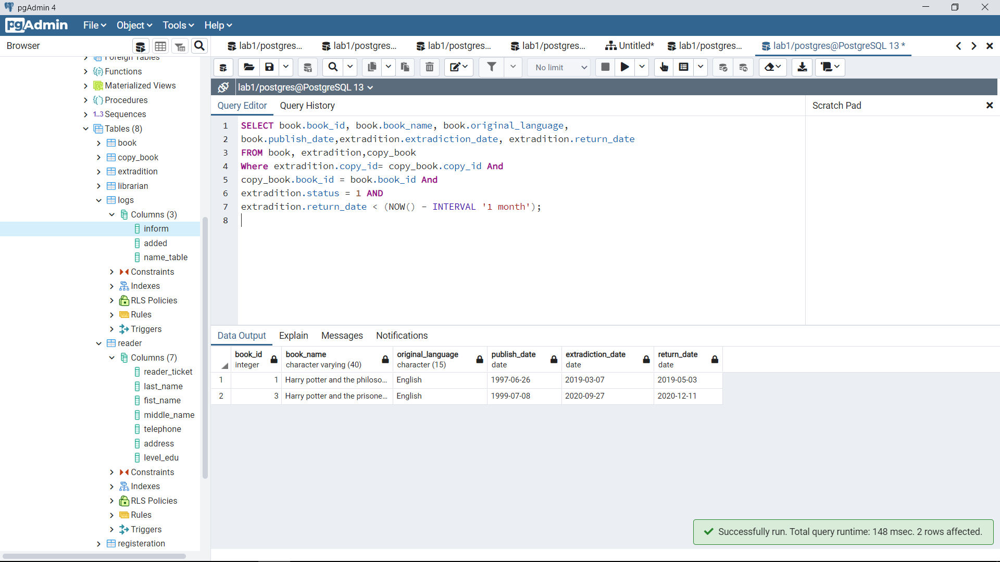 pgAdmin 4
pgAdmin File Object Tools Help
Browser
lab1/postgres... lab1/postgres... lab1/postgres... lab1/postgres... Untitled* lab1/postgres... lab1/postgres@PostgreSQL 13 *
No limit
lab1/postgres@PostgreSQL 13
Query Editor Query History
Scratch Pad
Foreign Tables
Functions
Materialized Views
Procedures
1..3 Sequences
Tables (8)
book
copy_book
extradition
librarian
logs
Columns (3)
inform
added
name_table
Constraints
Indexes
RLS Policies
Rules
Triggers
reader
Columns (7)
reader_ticket
last_name
fist_name
middle_name
telephone
address
level_edu
Constraints
Indexes
RLS Policies
Rules
Triggers
registeration
1 SELECT book.book_id, book.book_name, book.original_language,
2 book.publish_date,extradition.extradiction_date, extradition.return_date
3 FROM book, extradition,copy_book
4 Where extradition.copy_id= copy_book.copy_id And
5 copy_book.book_id = book.book_id And
6 extradition.status = 1 AND
7 extradition.return_date < (NOW() - INTERVAL '1 month');
8
Data Output Explain Messages Notifications
book_id book_name original_language publish_date extradiction_date return_date
integer character varying (40) character (15) date date date
1 1 Harry potter and the philoso... English 1997-06-26 2019-03-07 2019-05-03
2 3 Harry potter and the prisone... English 1999-07-08 2020-09-27 2020-12-11
Successfully run. Total query runtime: 148 msec. 2 rows affected.